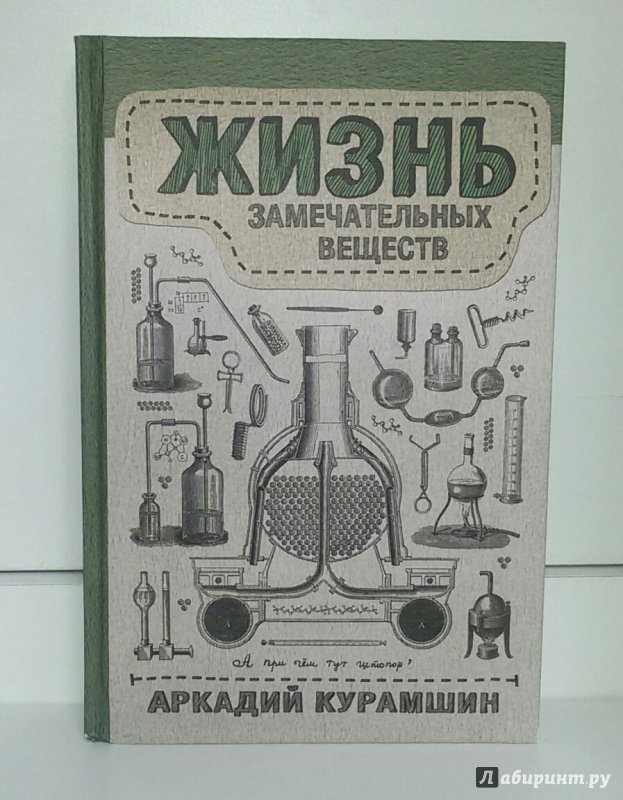 ЖИЗНЬ
ЗАМЕЧАТЕЛЬНЫХ
ВЕЩЕСТВ
А при чём тут штопор?
АРКАДИЙ КУРАМШИН
Лабиринт.ру